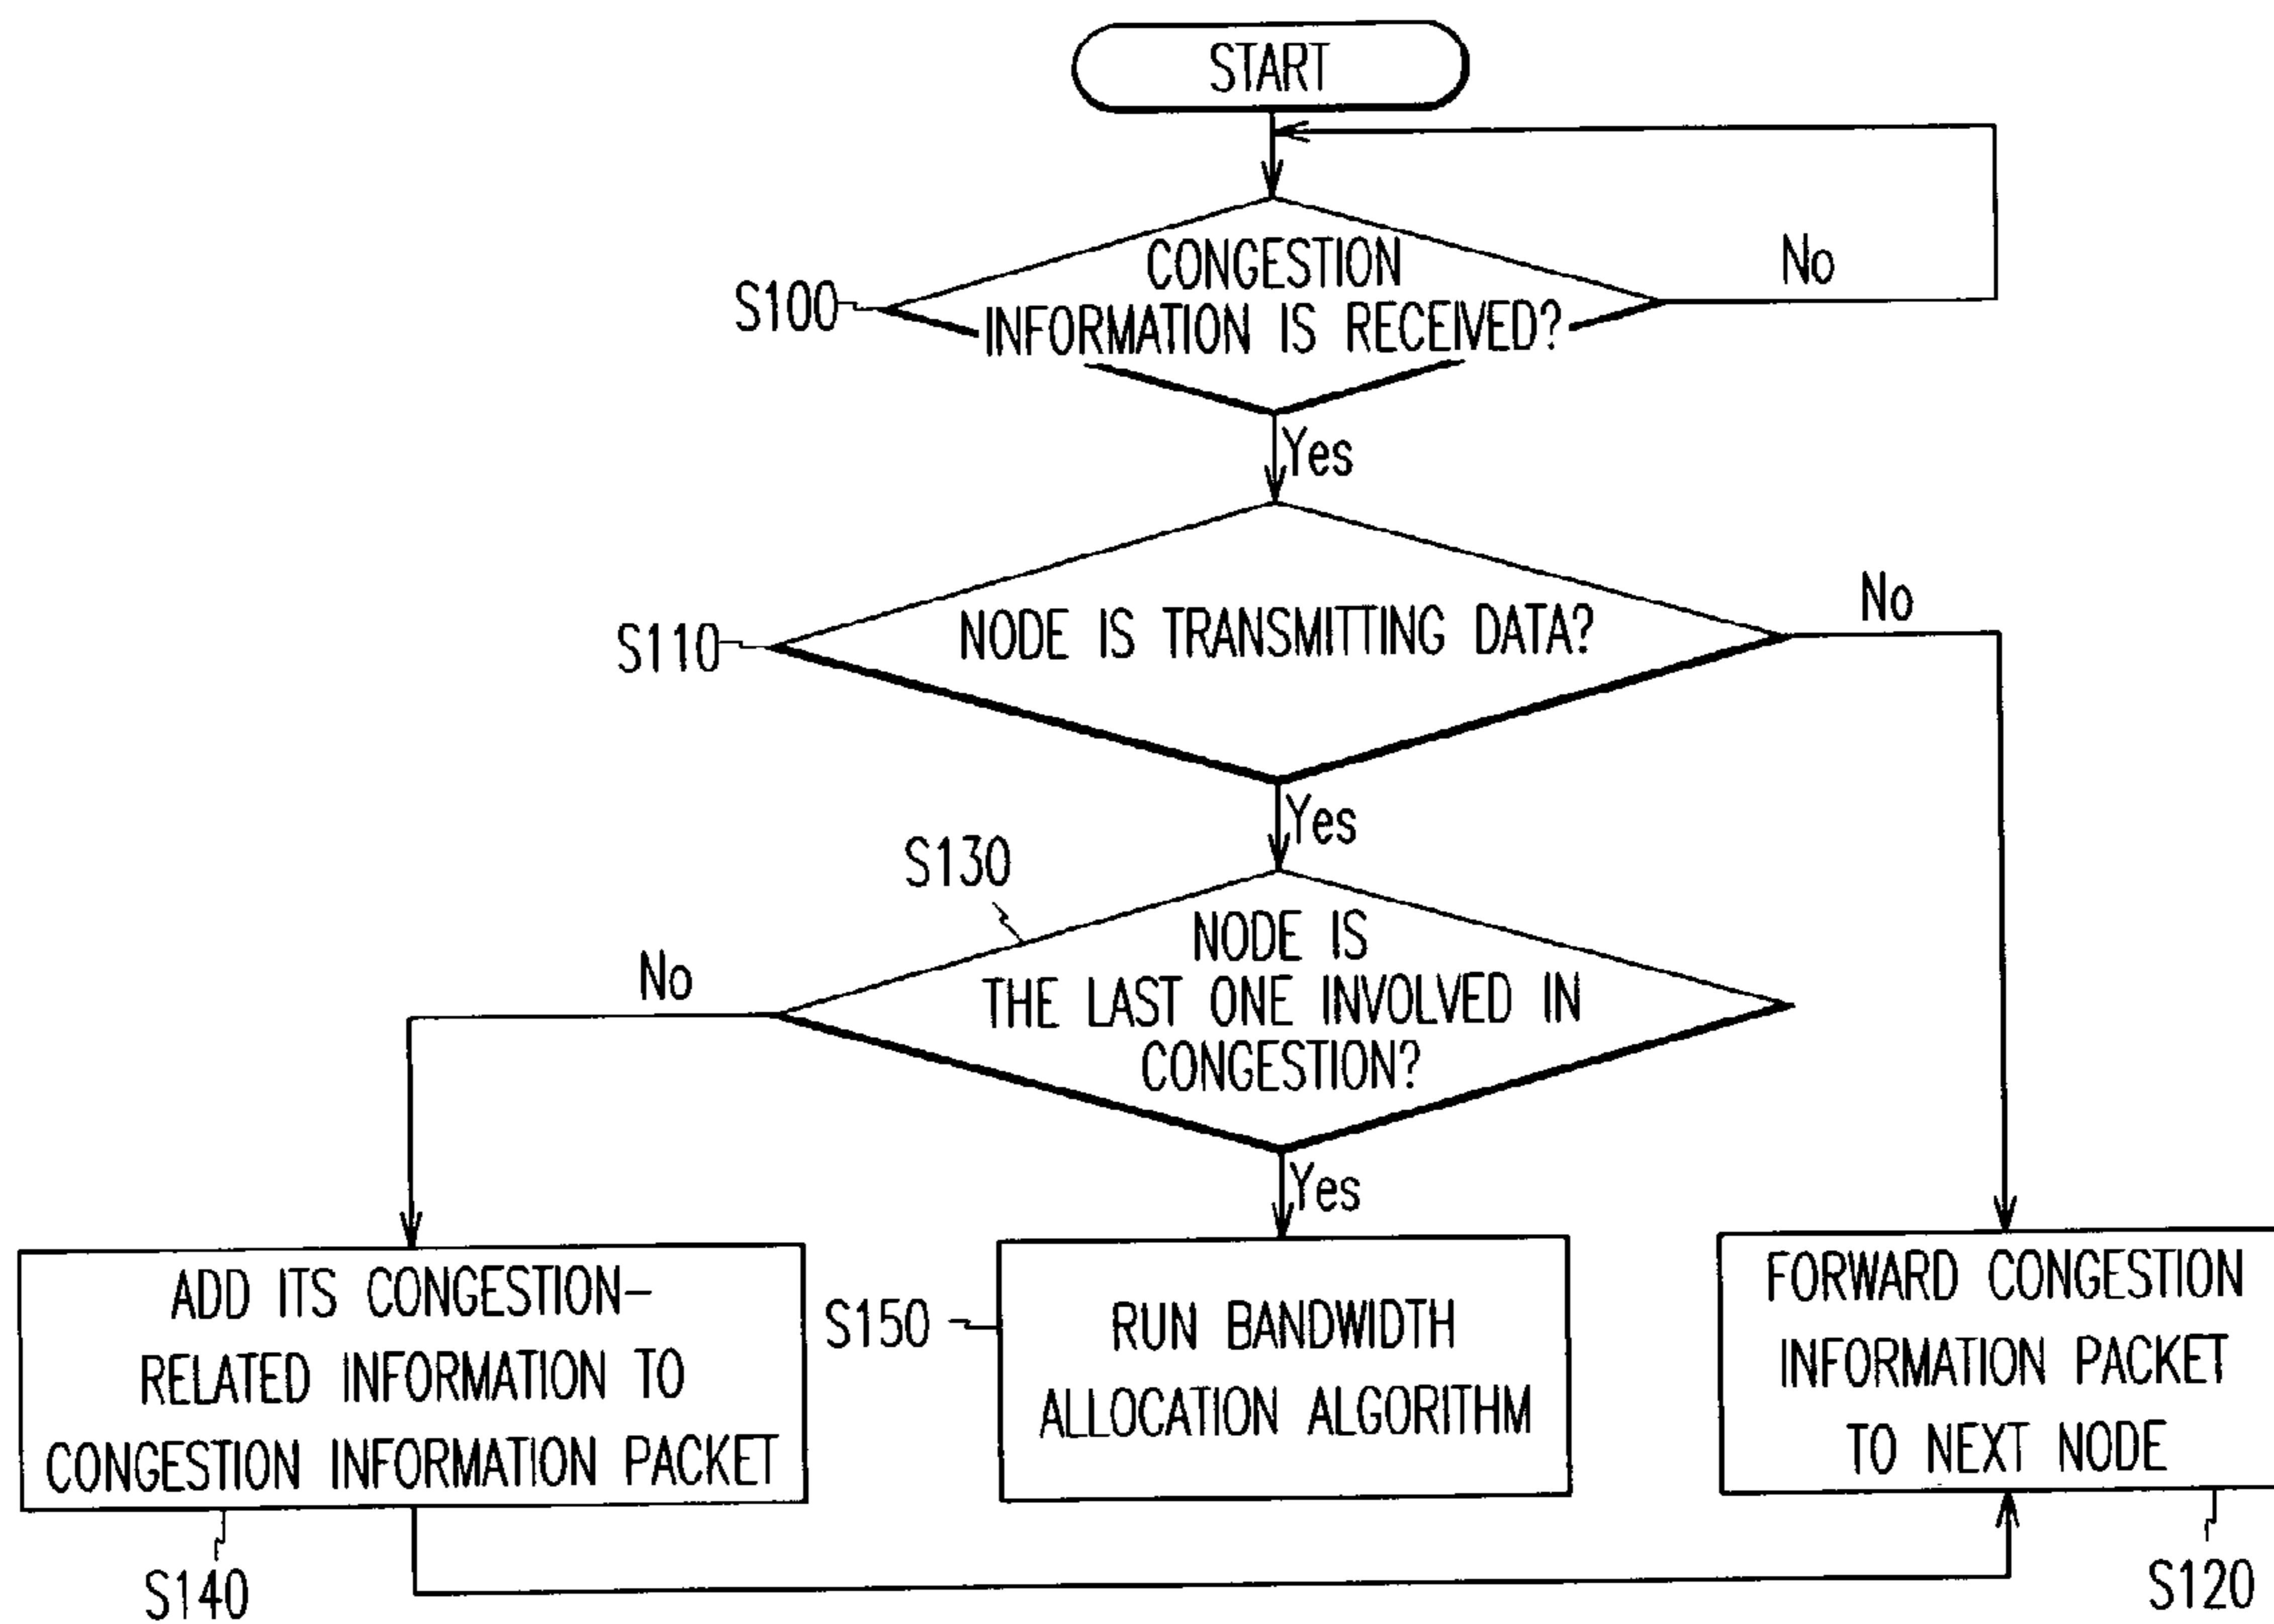 START
CONGESTION
INFORMATION IS RECEIVED?
No
S100
Yes
NODE IS TRANSMITTING DATA?
No
S110
Yes
S130
NODE IS
THE LAST ONE INVOLVED IN
CONGESTION?
No
Yes
ADD ITS CONGESTION-
RELATED INFORMATION TO
CONGESTION INFORMATION PACKET
S140
S150
RUN BANDWIDTH
ALLOCATION ALGORITHM
FORWARD CONGESTION
INFORMATION PACKET
TO NEXT NODE
S120